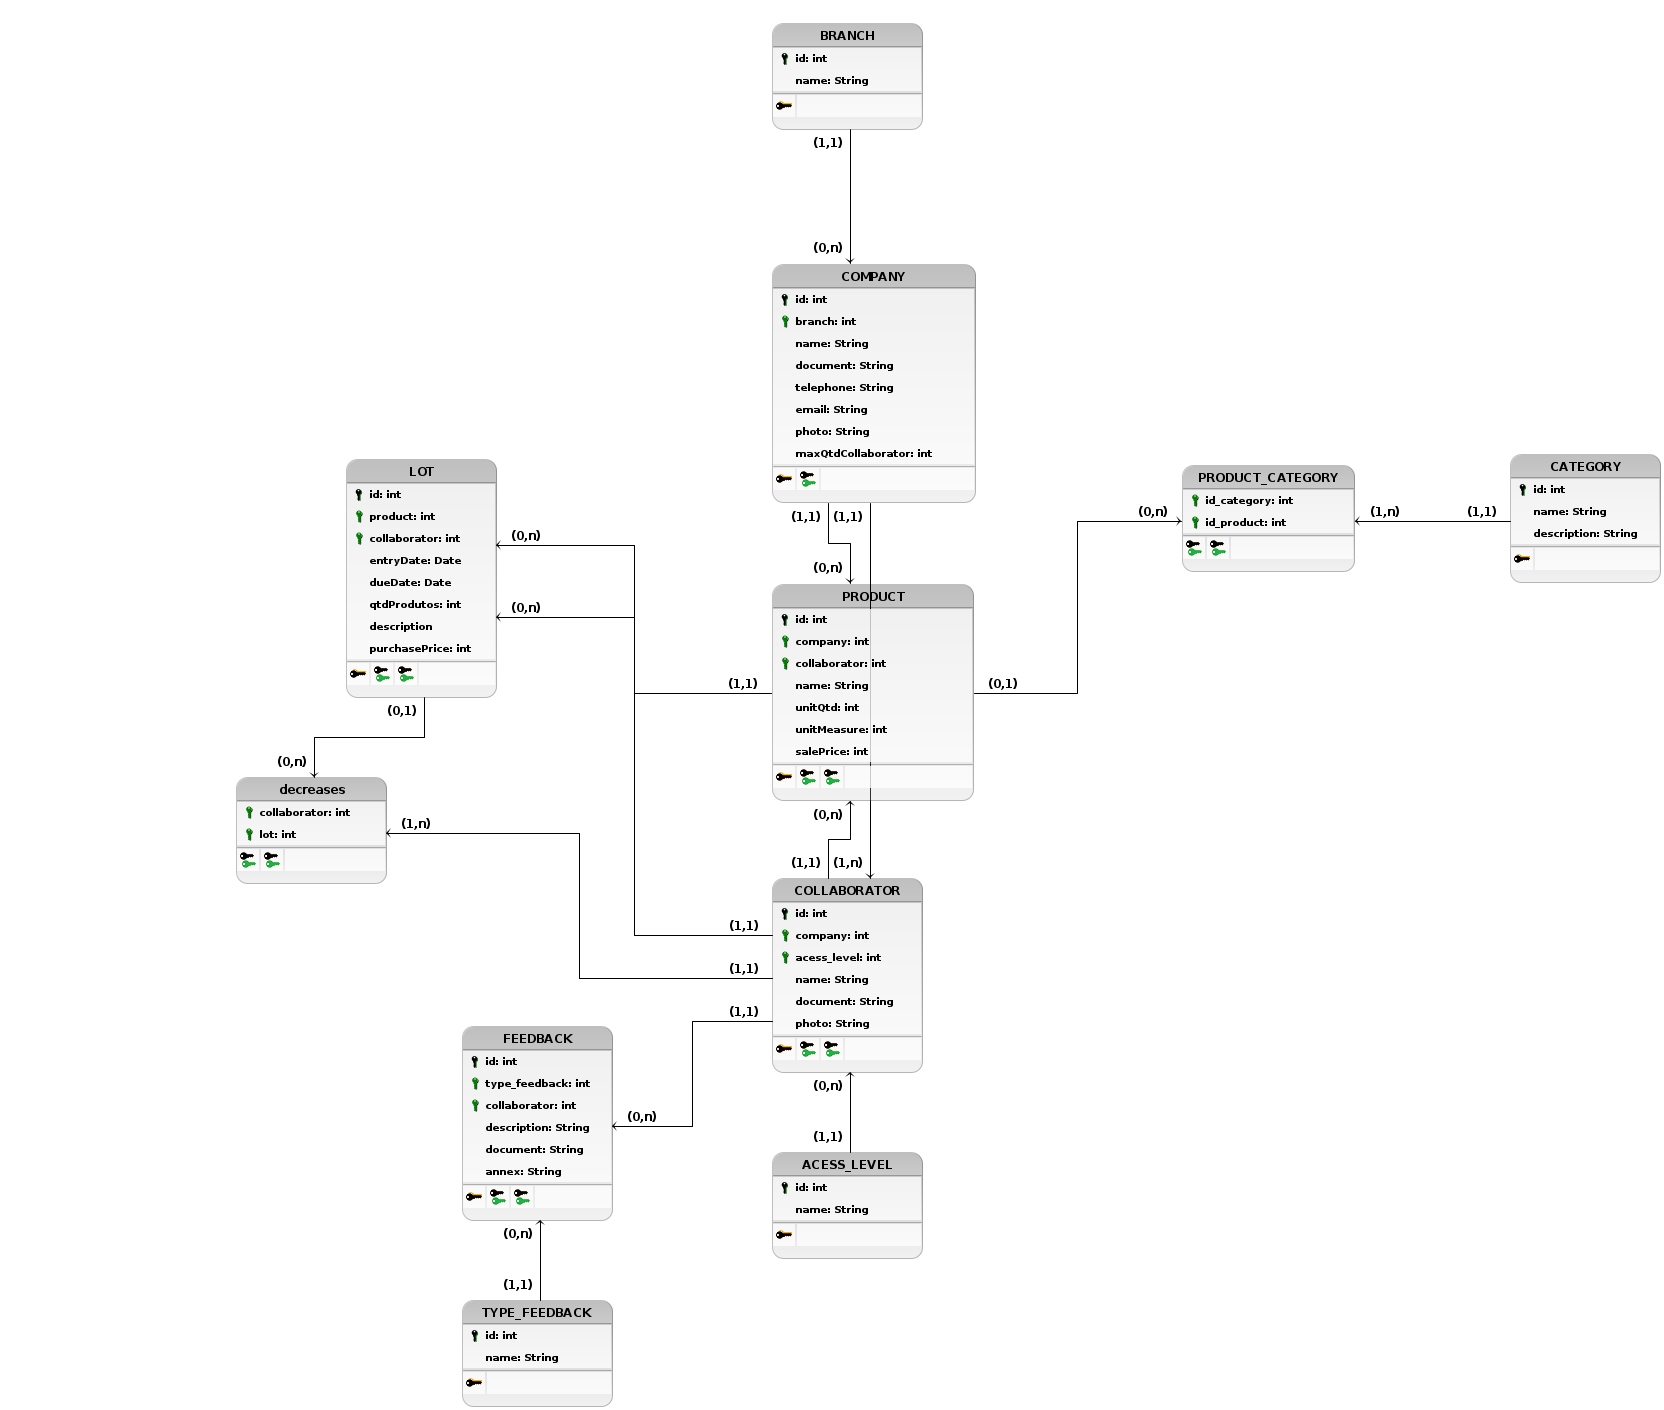 BRANCH
id: int
name: String
(1,1)
(0,n)
COMPANY
id: int
branch: int
name: String
document: String
telephone: String
email: String
photo: String
maxQtdCollaborator: int
(1,1)
(1,1)
(0,n)
LOT
id: int
product: int
collaborator: int
entryDate: Date
dueDate: Date
qtdProdutos: int
description
purchasePrice: int
(0,n)
(0,n)
(0,1)
(0,n)
PRODUCT
id: int
company: int
collaborator: int
name: String
unitQtd: int
unitMeasure: int
salePrice: int
(1,1)
(0,1)
(0,n)
PRODUCT_CATEGORY
id_category: int
id_product: int
(1,n)
(1,1)
CATEGORY
id: int
name: String
description: String
decreases
collaborator: int
lot: int
(1,n)
(0,n)
(1,1)
(1,n)
COLLABORATOR
id: int
company: int
acess_level: int
name: String
document: String
photo: String
(1,1)
(1,1)
(1,1)
(0,n)
(1,1)
FEEDBACK
id: int
type_feedback: int
collaborator: int
description: String
document: String
annex: String
(0,n)
(0,n)
(1,1)
ACESS_LEVEL
id: int
name: String
TYPE_FEEDBACK
id: int
name: String